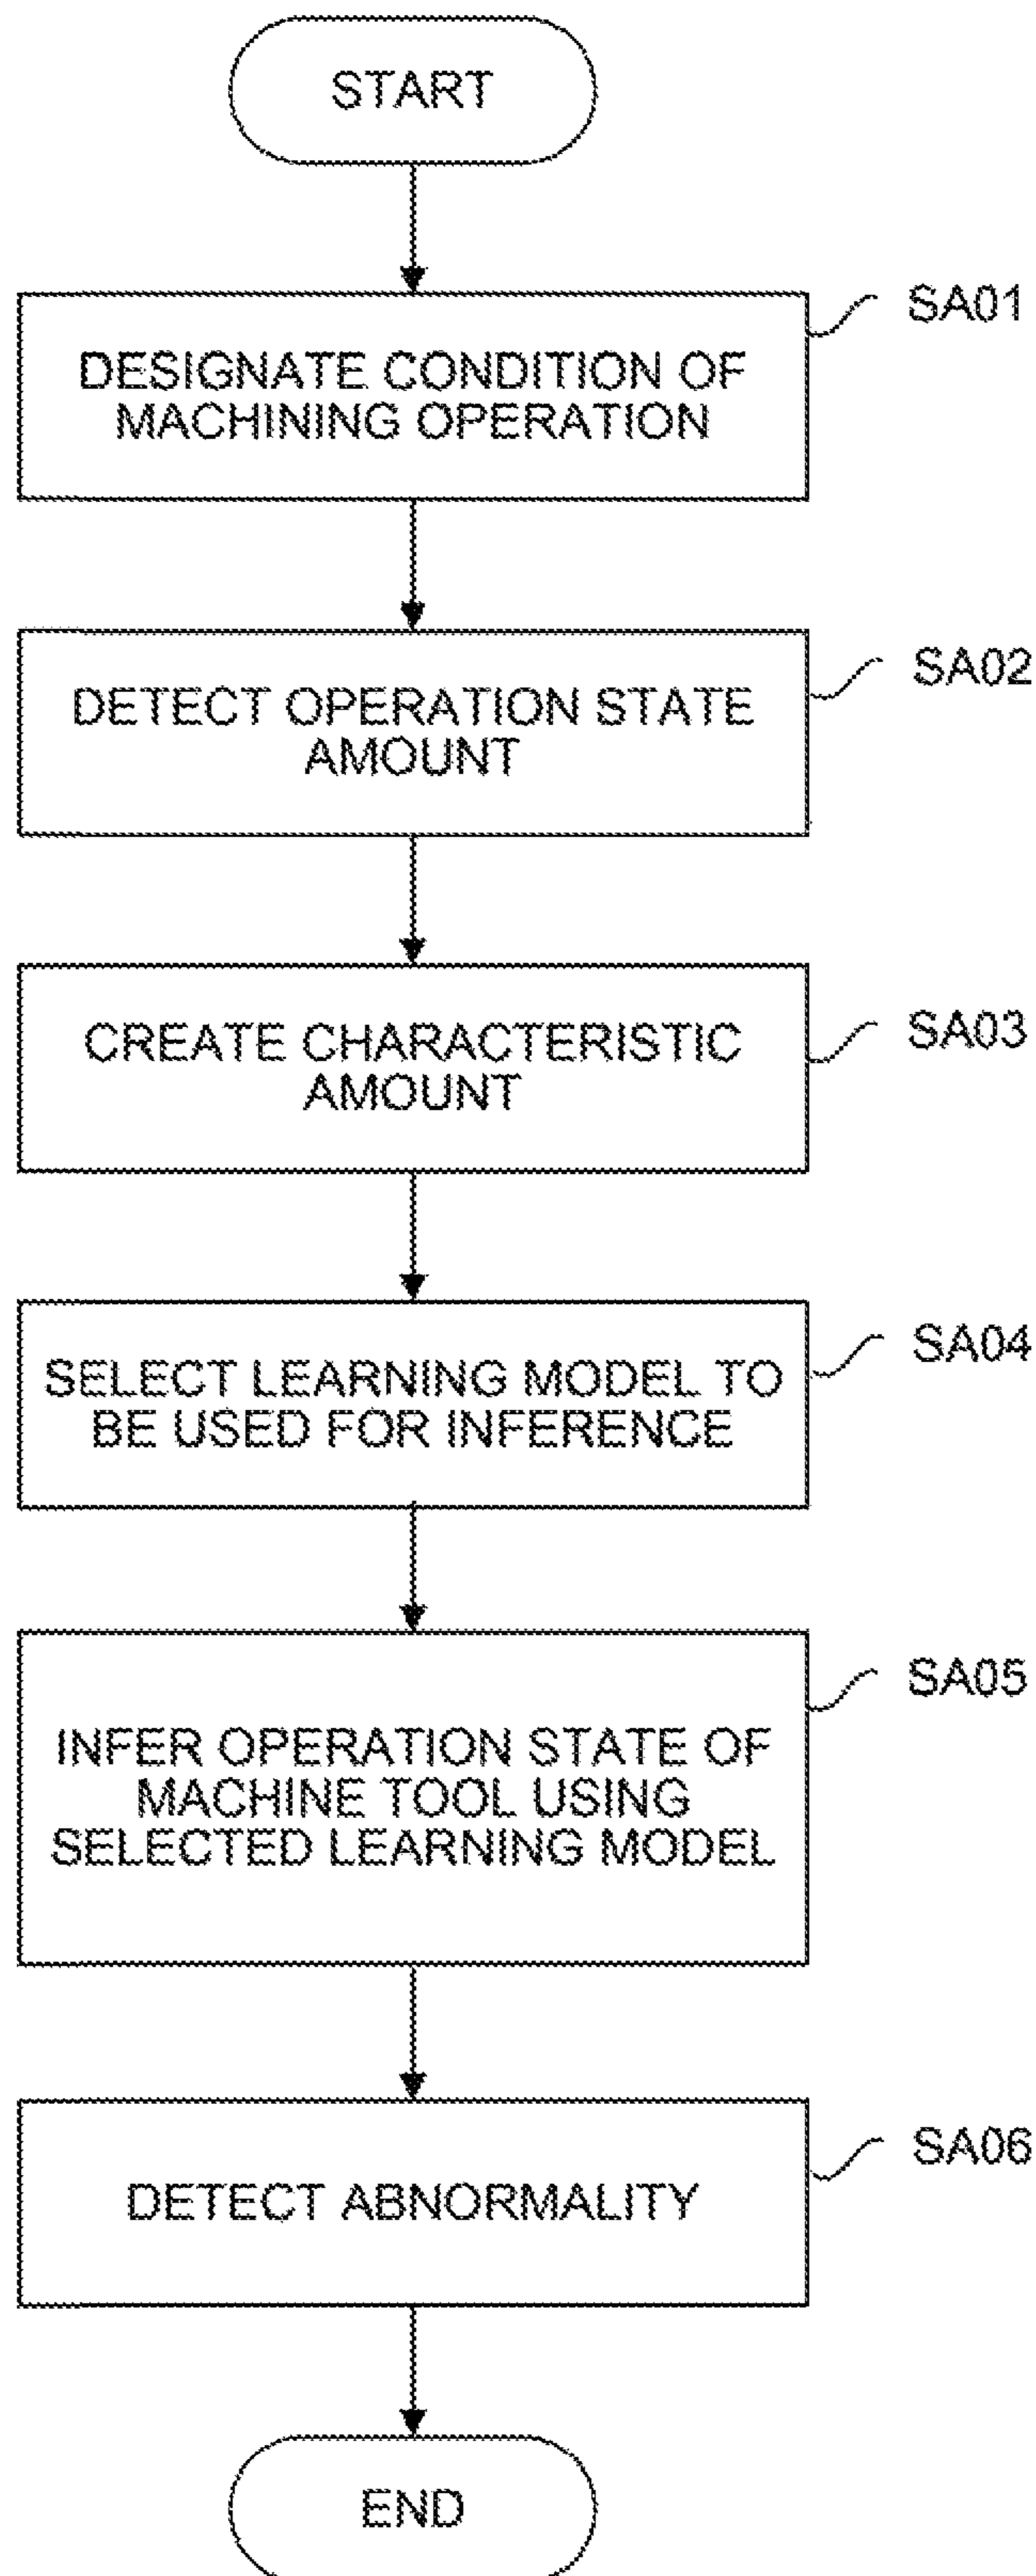 START
SA01
DESIGNATE CONDITION OF
MACHINING OPERATION
SA02
DETECT OPERATION STATE
AMOUNT
SA03
CREATE CHARACTERISTIC
AMOUNT
SA04
SELECT LEARNING MODEL TO
BE USED FOR INFERENCE
SA05
INFER OPERATION STATE OF
MACHINE TOOL USING
SELECTED LEARNING MODEL
SA06
DETECT ABNORMALITY
END